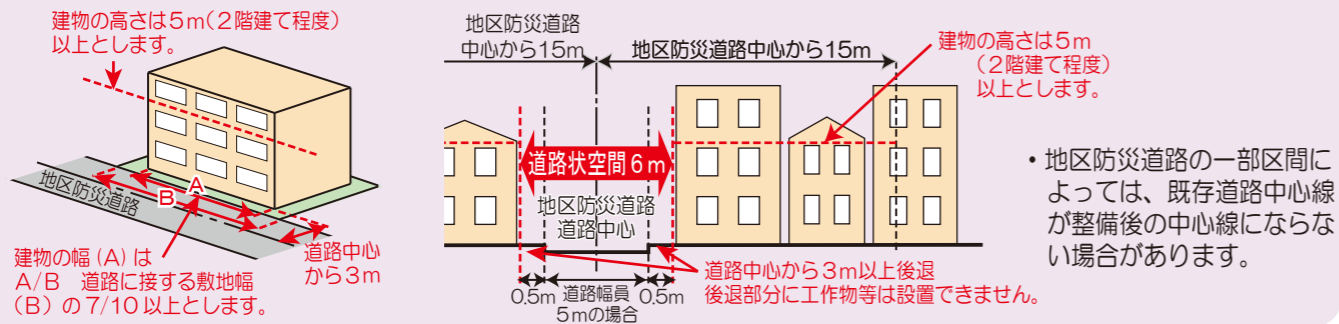 建物の高さは5m(2階建て程度)
以上とします。
地区防災道路
A
B
建物の幅(A)は
A/B 道路に接する敷地幅
(B)の7/10以上とします。
道路中心
から3m
地区防災道路
中心から15m
地区防災道路中心から15m
建物の高さは5m
(2階建て程度)
以上とします。
道路状空間6m
地区防災道路
道路中心
道路中心から3m以上後退
後退部分に工作物等は設置できません。
0.5m
道路幅員
5mの場合
0.5m
・地区防災道路の一部区間に
よっては、既存道路中心線
が整備後の中心線にならな
い場合があります。